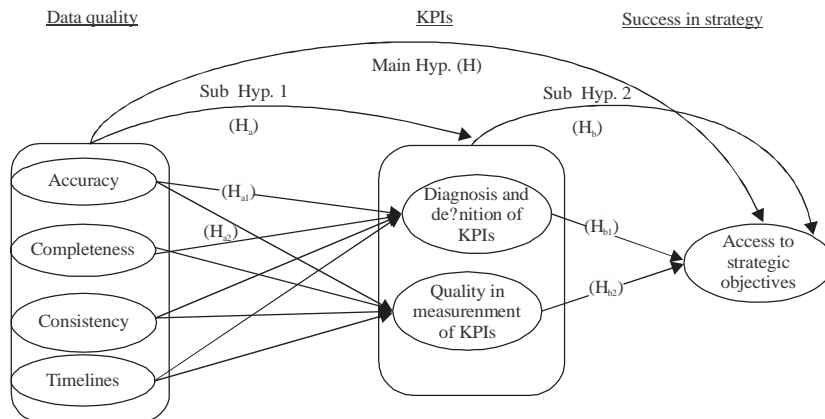 Data quality
KPIs
Success in strategy
Main Hyp. (H)
Sub Hyp. 1
Sub Hyp. 2
(Ha)
(Hb)
Accuracy
(Ha1)
Diagnosis and
de?nition of
KPIs
(Ha2)
(Hb1)
Completeness
Access to
strategic
objectives
Quality in
measurenment
of KPIs
(Hb2)
Consistency
Timelines